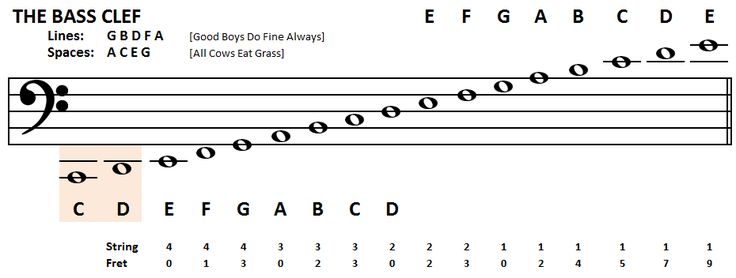 THE BASS CLEF
E F G A B C D E
Lines: G B D F A [Good Boys Do Fine Always]
Spaces: A C E G [All Cows Eat Grass]
C D E F G A B C D
String 4 4 4 3 3 3 2 2 2 1 1 1 1 1 1
Fret 0 1 3 0 2 3 0 2 3 0 2 4 5 7 9